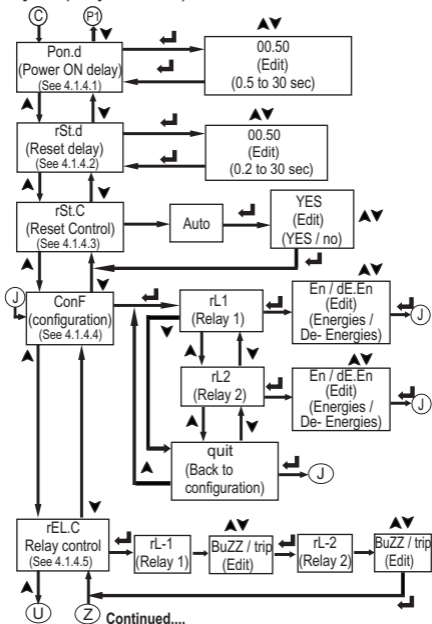 C
P1
Pon.d
(Power ON delay)
(See 4.1.4.1)
00.50
(Edit)
(0.5 to 30 sec)
rSt.d
(Reset delay)
(See 4.1.4.2)
00.50
(Edit)
(0.2 to 30 sec)
rSt.C
(Reset Control)
(See 4.1.4.3)
Auto
YES
(Edit)
(YES / no)
J
ConF
(configuration)
(See 4.1.4.4)
rL1
(Relay 1)
En / dE.En
(Edit)
(Energies /
De- Energies)
J
rL2
(Relay 2)
En / dE.En
(Edit)
(Energies /
De- Energies)
J
quit
(Back to
configuration)
J
rEL.C
Relay control
(See 4.1.4.5)
rL-1
(Relay 1)
BuZZ / trip
(Edit)
rL-2
(Relay 2)
BuZZ / trip
(Edit)
U
Z
Continued....